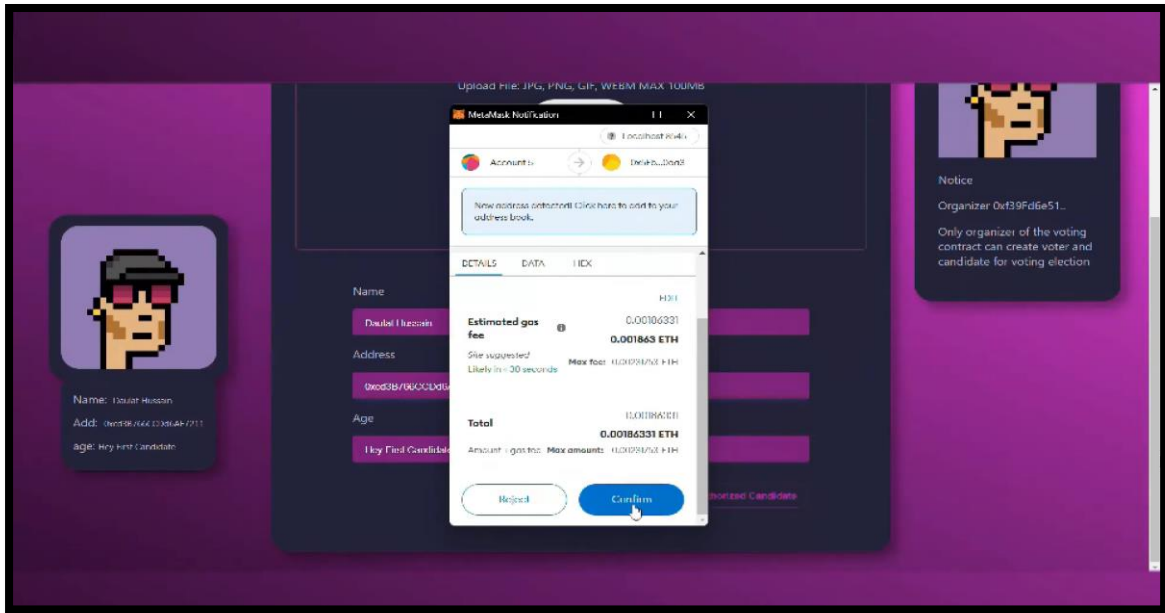 Upload File: JPG, PNG, GIF, WEBM MAX 100MB
MetaMask Notification
Localhost 8545
Account 5
New address detected! Click here to add to your
address book.
DETAILS DATA HEX
EDIT
Estimated gas
fee
0.00186331
0.001863 ETH
Site suggested
Likely in < 30 seconds
Max fee:
Total
0.00186331
0.00186331 ETH
Amount + gas fee Max amount:
Reject
Confirm
Name: Daulat Hussain
Add:
age: Hey First Candidate
Name
Daulat Hussain
Address
Age
Hey First Candidate
Candidate
Notice
Organizer 0xf39Fd6e51..
Only organizer of the voting
contract can create voter and
candidate for voting election